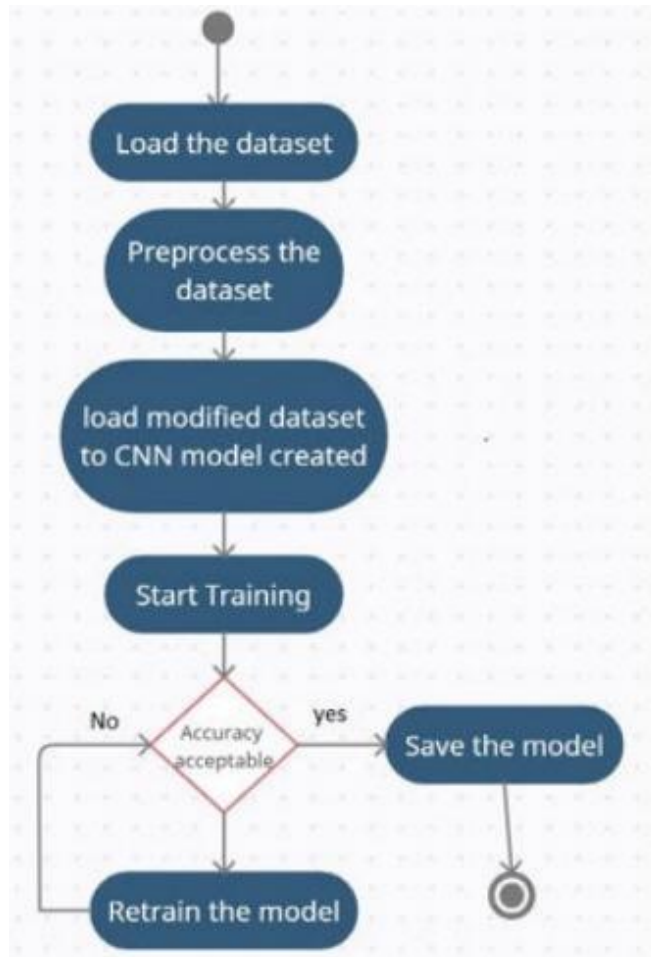 Load the dataset
Preprocess the
dataset
load modified dataset
to CNN model created
Start Training
No
yes
Accuracy
acceptable
Save the model
Retrain the model